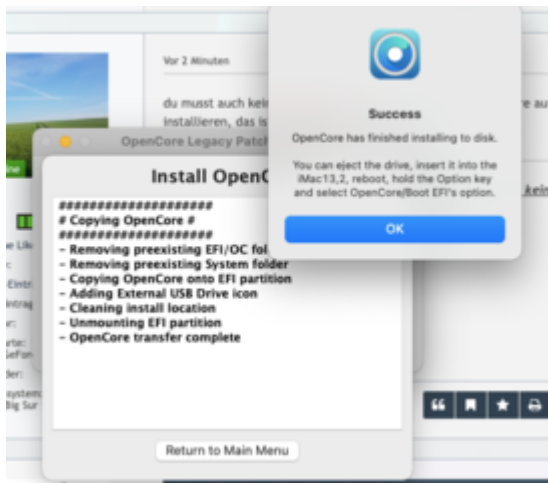 Vor 2 Minuten
du musst auch kein
installieren, das is
Success
OpenCore has finished installing to disk.
You can eject the drive, insert it into the
iMac13,2, reboot, hold the Option key
and select OpenCore/Boot EFI's option.
OK
OpenCore Legacy Patch
Install OpenC
####################
# Copying OpenCore #
####################
- Removing preexisting EFI/OC fol
- Removing preexisting System folder
- Copying OpenCore onto EFI partition
- Adding External USB Drive icon
- Cleaning install location
- Unmounting EFI partition
- OpenCore transfer complete
Return to Main Menu
Big Sur